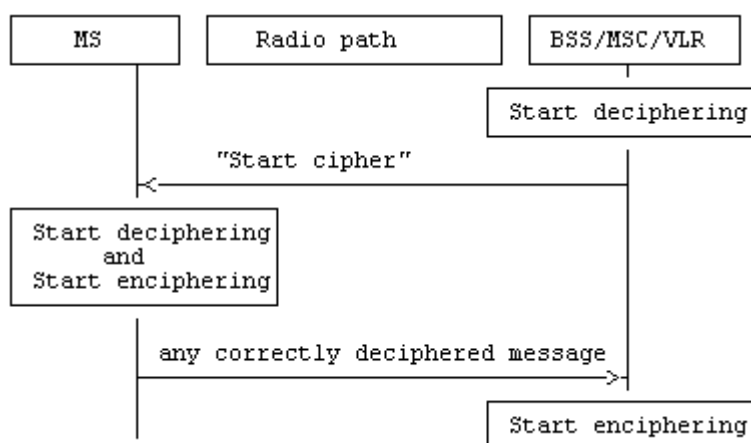 MS
Radio path
BSS/MSC/VLR
Start deciphering
"Start cipher"
Start deciphering
and
Start enciphering
any correctly deciphered message
Start enciphering